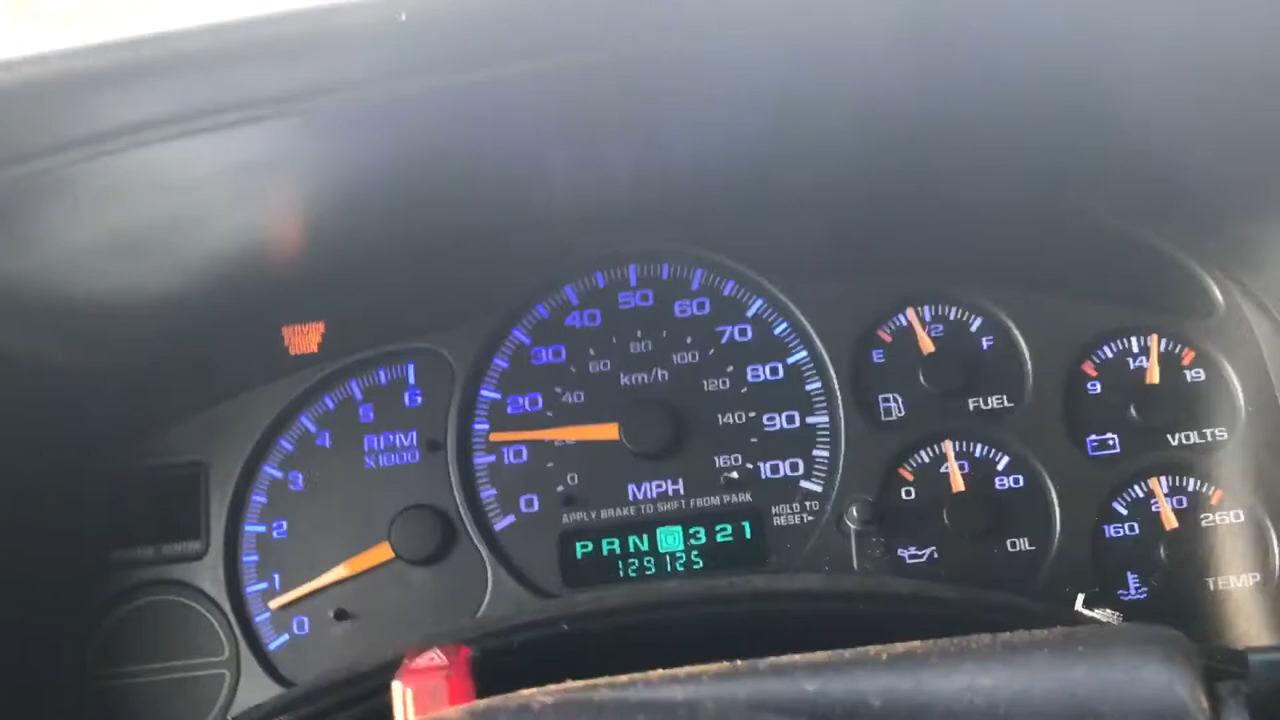 SERVICE
ENGINE
SOON
6
5
4
3
2
1
0
RPM
X1000
0
10
20
30
40
50
60
70
80
90
100
0
20
40
60
80
100
120
140
160
km/h
MPH
APPLY BRAKE TO SHIFT FROM PARK
HOLD TO
RESET
P R N D 3 2 1
129125
E 1/2 F
FUEL
9 14 19
VOLTS
0 40 80
OIL
160 210 260
TEMP